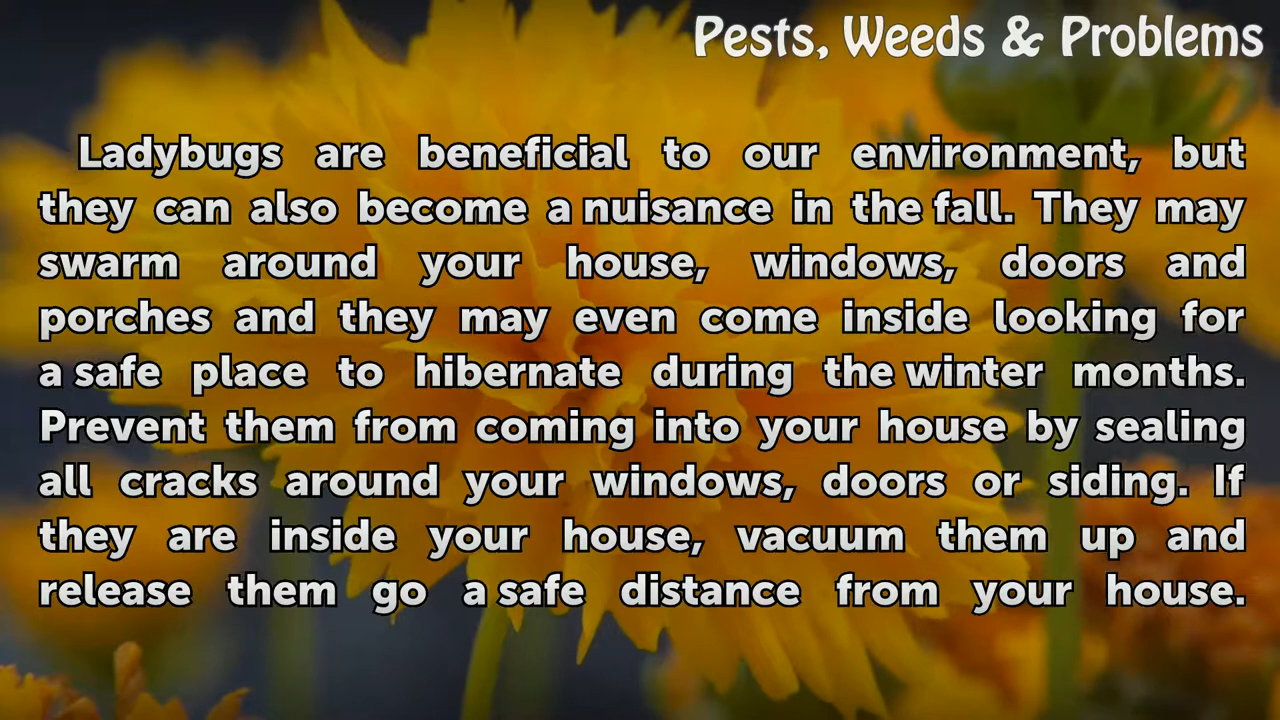 Pests, Weeds & Problems
Ladybugs are beneficial to our environment, but
they can also become a nuisance in the fall. They may
swarm around your house, windows, doors and
porches and they may even come inside looking for
a safe place to hibernate during the winter months.
Prevent them from coming into your house by sealing
all cracks around your windows, doors or siding. If
they are inside your house, vacuum them up and
release them go a safe distance from your house.